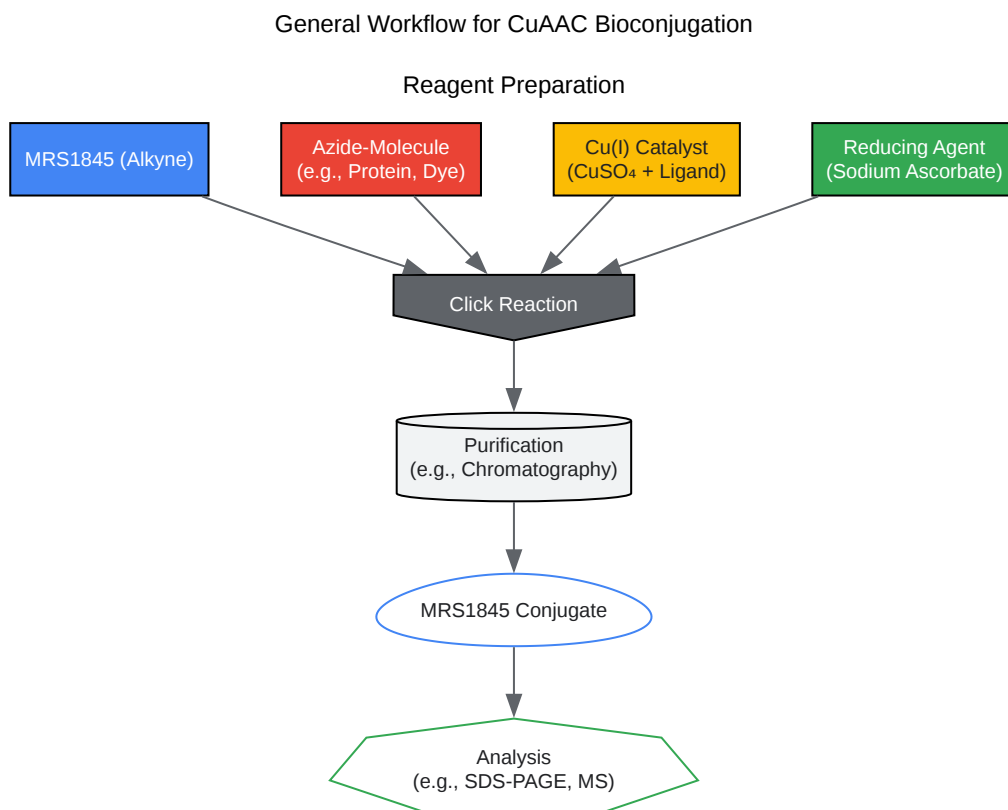 General Workflow for CuAAC Bioconjugation
Reagent Preparation
MRS1845 (Alkyne)
Azide-Molecule
(e.g., Protein, Dye)
Cu(I) Catalyst
(CuSO₄ + Ligand)
Reducing Agent
(Sodium Ascorbate)
Click Reaction
Purification
(e.g., Chromatography)
MRS1845 Conjugate
Analysis
(e.g., SDS-PAGE, MS)